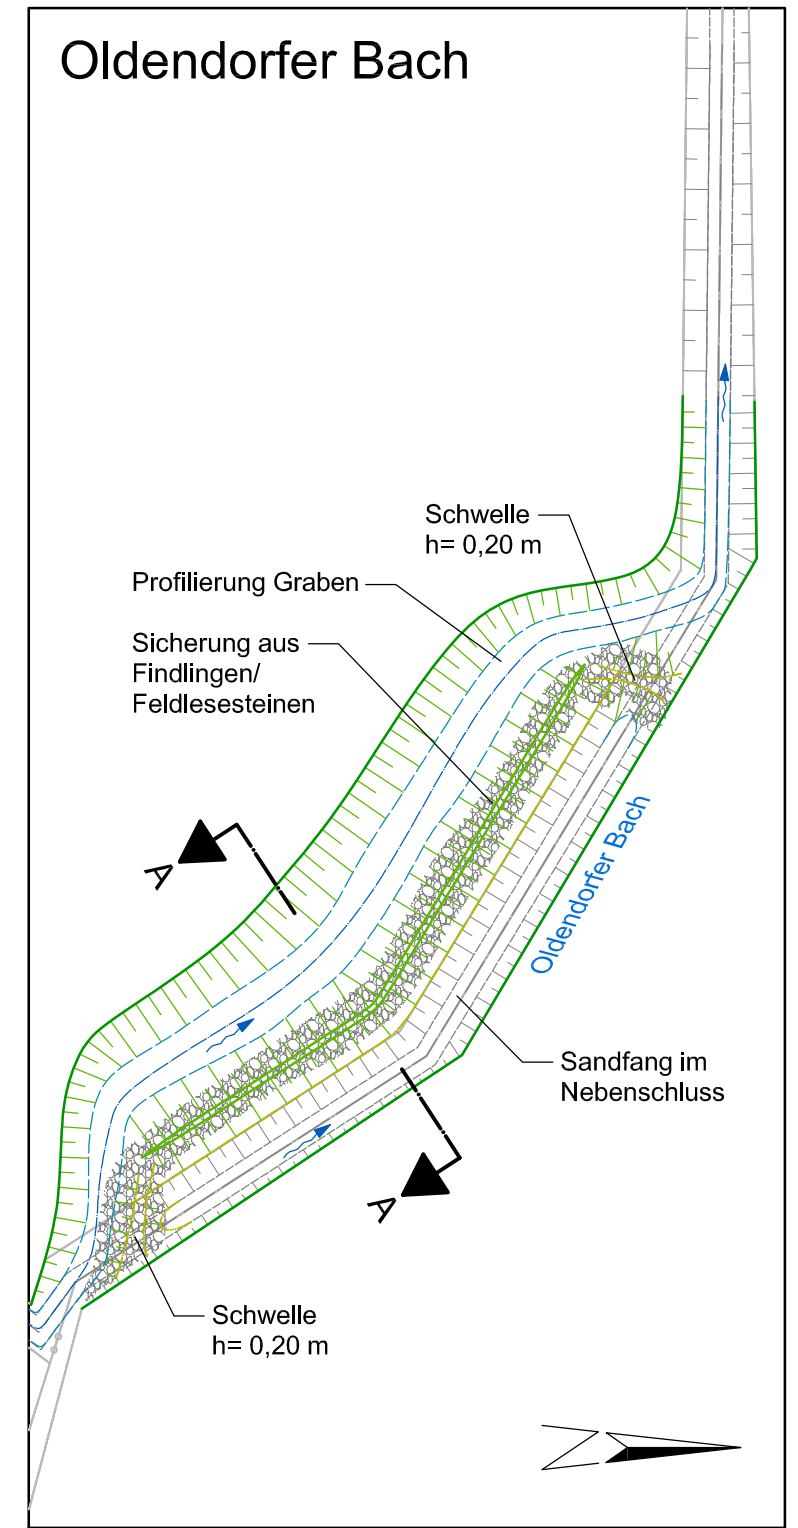 Oldendorfer Bach
Schwelle
h= 0,20 m
Profilierung Graben
Sicherung aus
Findlingen/
Feldlesesteinen
A
Oldendorfer Bach
Sandfang im
Nebenschluss
A
Schwelle
h= 0,20 m